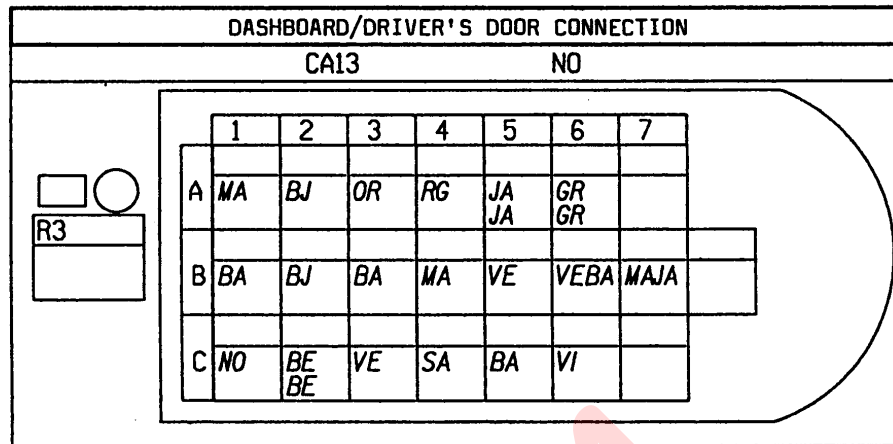 DASHBOARD/DRIVER'S DOOR CONNECTION
CA13 NO
1 2 3 4 5 6 7
A MA BJ OR RG JA GR
JA GR
R3
B BA BJ BA MA VE VEBA MAJA
C NO BE VE SA BA VI
BE